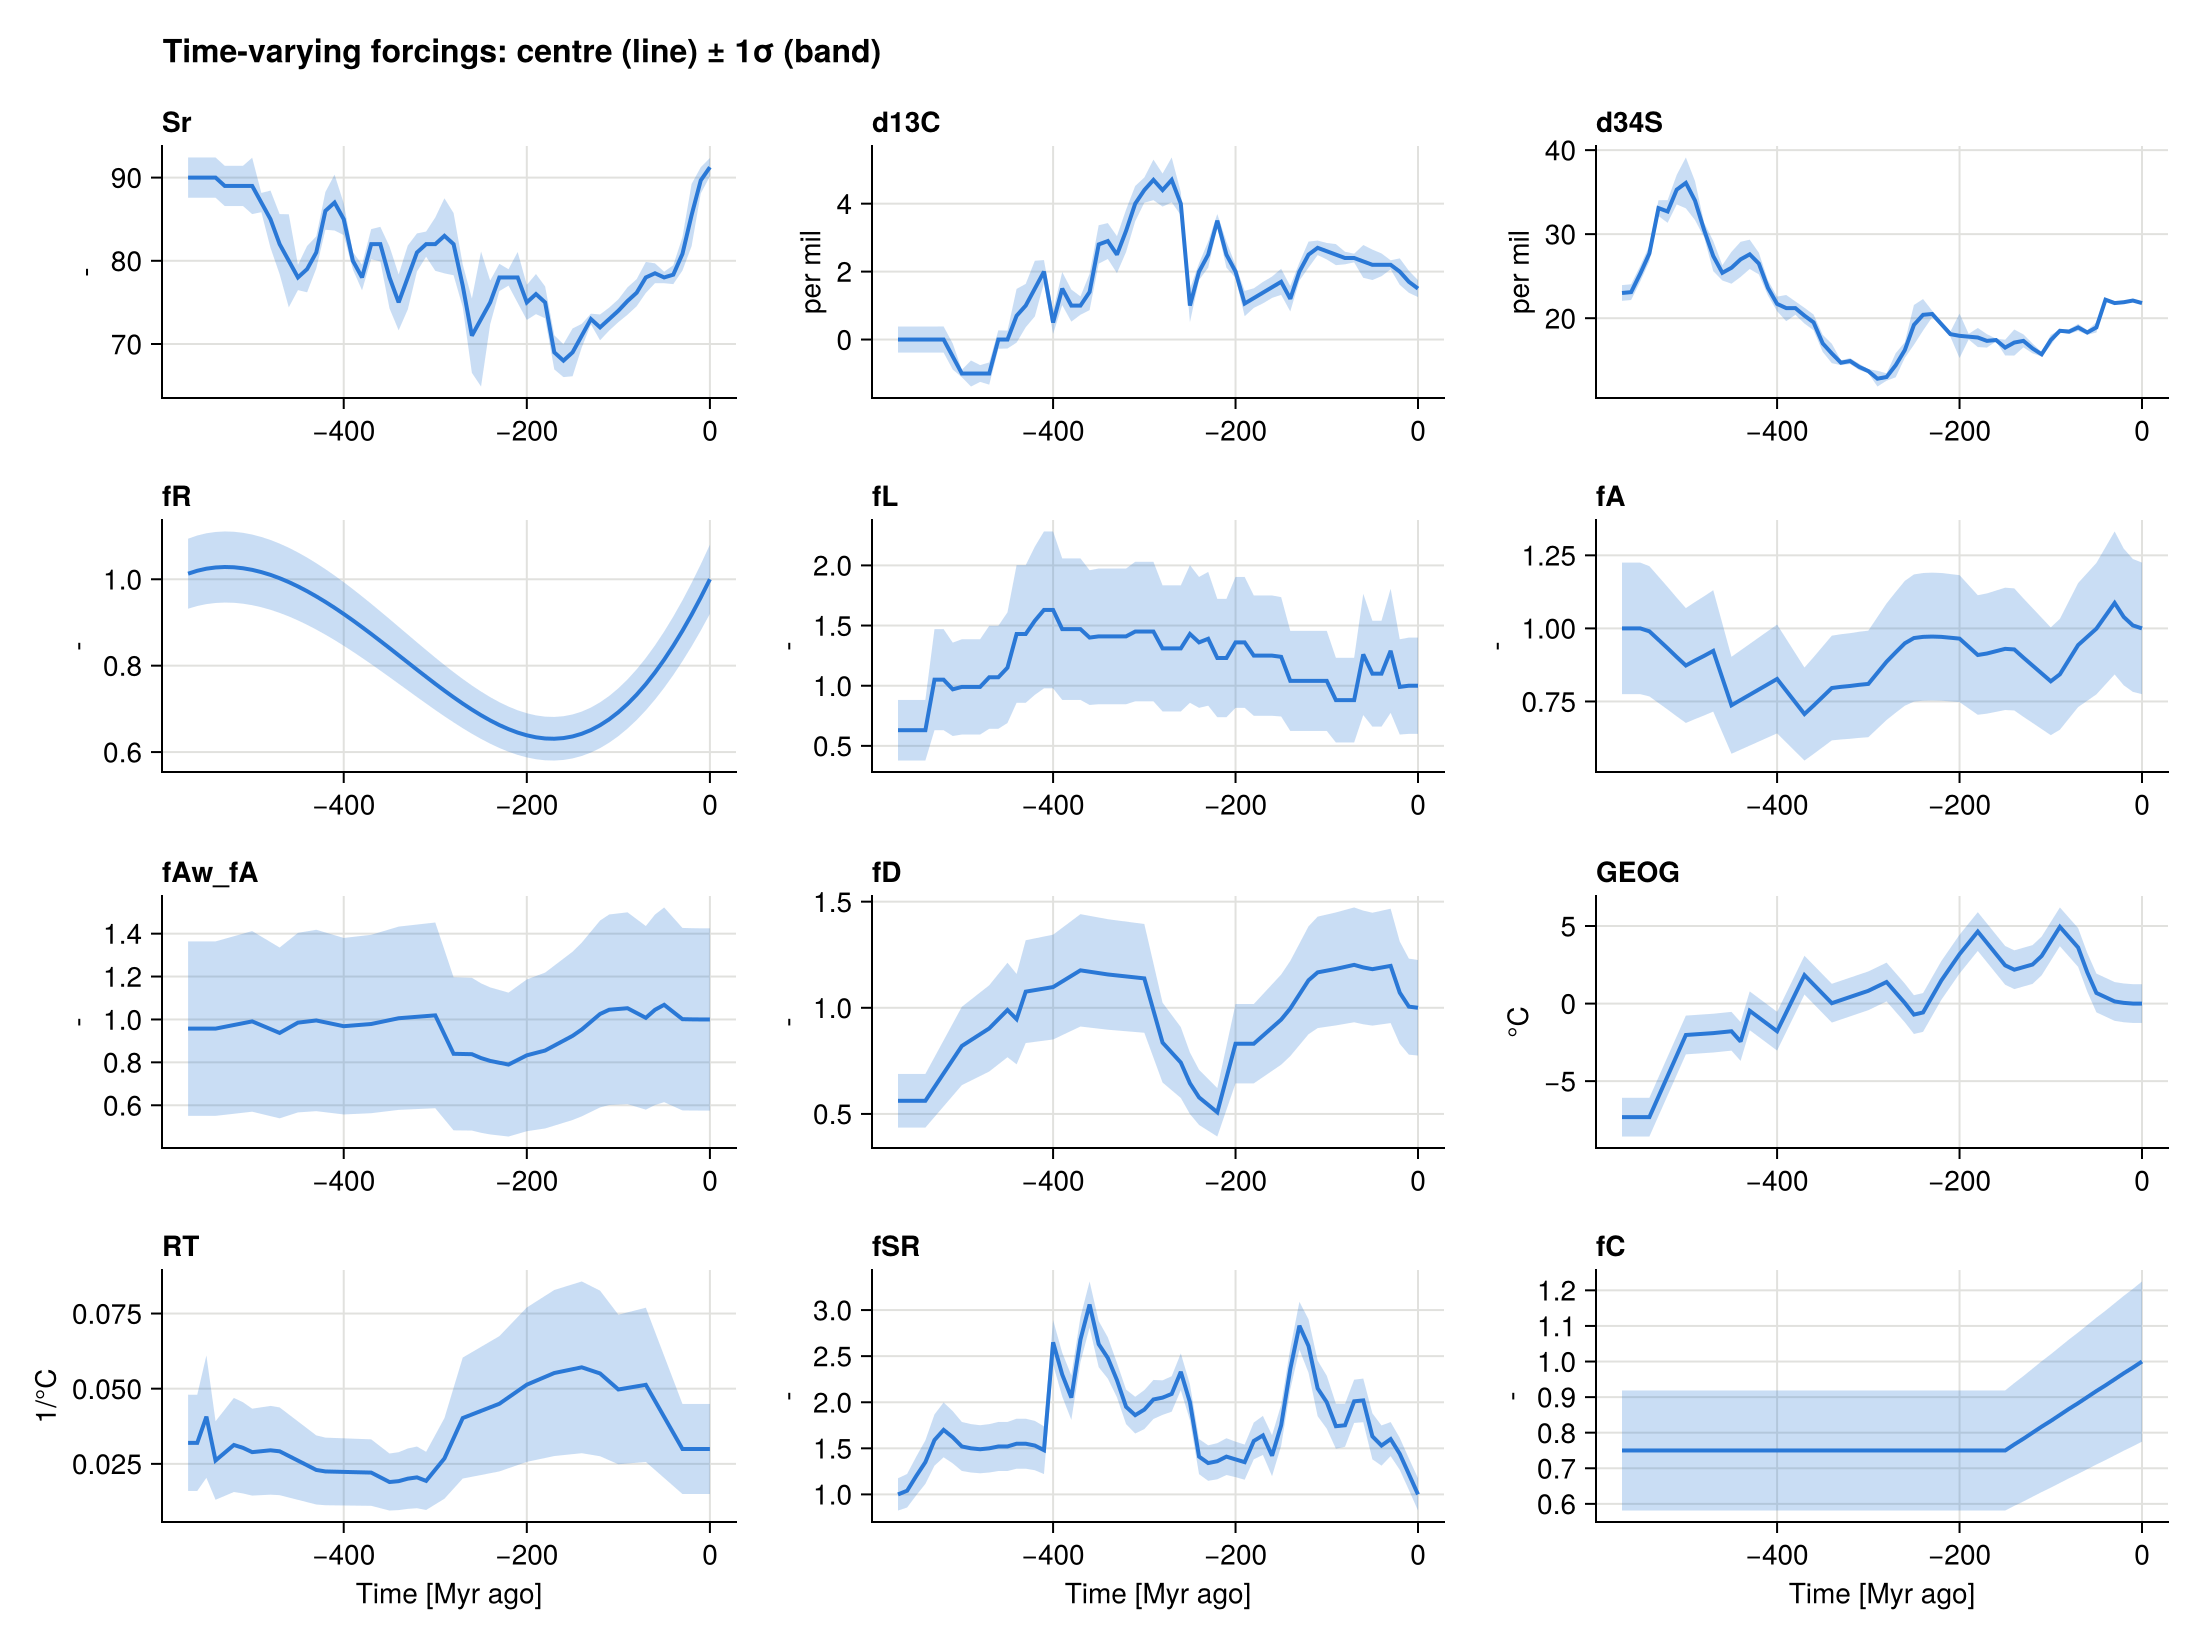 Time-varying forcings: centre (line) ± 1σ (band)
Sr
-
90
80
70
−400 −200 0
d13C
per mil
4
2
0
−400 −200 0
d34S
per mil
40
30
20
−400 −200 0
fR
-
1.0
0.8
0.6
−400 −200 0
fL
-
2.0
1.5
1.0
0.5
−400 −200 0
fA
-
1.25
1.00
0.75
−400 −200 0
fAw_fA
-
1.4
1.2
1.0
0.8
0.6
−400 −200 0
fD
-
1.5
1.0
0.5
−400 −200 0
GEOG
°C
5
0
−5
−400 −200 0
RT
1/°C
0.075
0.050
0.025
−400 −200 0
Time [Myr ago]
fSR
-
3.0
2.5
2.0
1.5
1.0
−400 −200 0
Time [Myr ago]
fC
-
1.2
1.1
1.0
0.9
0.8
0.7
0.6
−400 −200 0
Time [Myr ago]